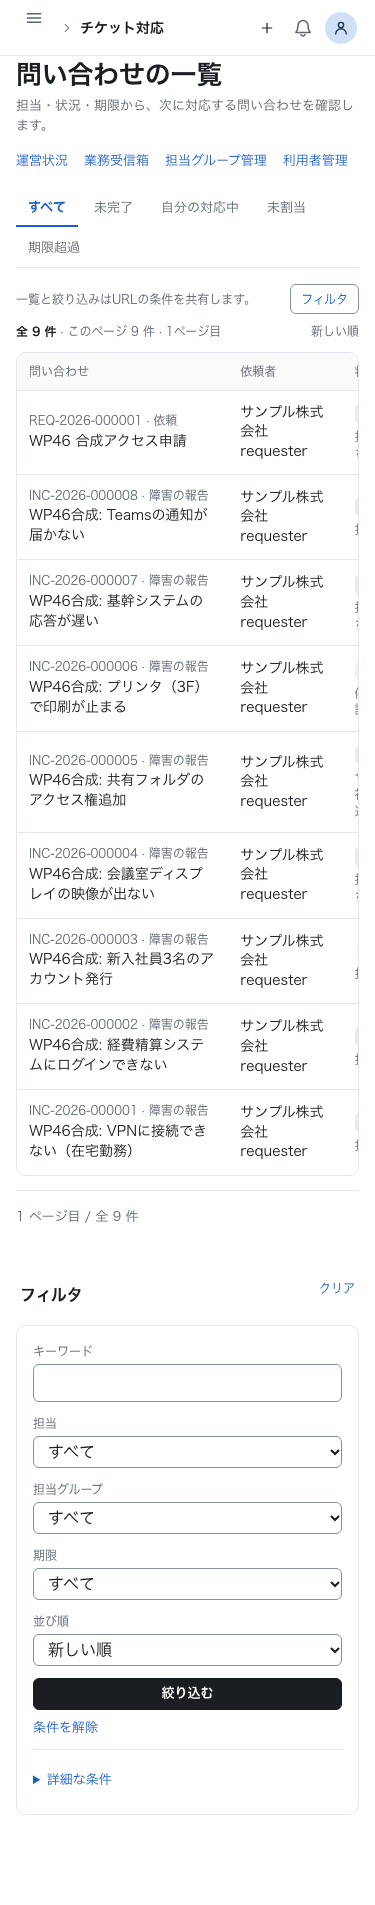 チケット対応
問い合わせの一覧
担当・状況・期限から、次に対応する問い合わせを確認し
ます。
運営状況 業務受信箱 担当グループ管理 利用者管理
すべて 未完了 自分の対応中 未割当
期限超過
一覧と絞り込みはURLの条件を共有します。 フィルタ
全 9 件 · このページ 9 件 · 1ページ目 新しい順
問い合わせ 依頼者
REQ-2026-000001 · 依頼
WP46 合成アクセス申請
サンプル株式
会社
requester
INC-2026-000008 · 障害の報告
WP46合成: Teamsの通知が
届かない
サンプル株式
会社
requester
INC-2026-000007 · 障害の報告
WP46合成: 基幹システムの
応答が遅い
サンプル株式
会社
requester
INC-2026-000006 · 障害の報告
WP46合成: プリンタ（3F）
で印刷が止まる
サンプル株式
会社
requester
INC-2026-000005 · 障害の報告
WP46合成: 共有フォルダの
アクセス権追加
サンプル株式
会社
requester
INC-2026-000004 · 障害の報告
WP46合成: 会議室ディスプ
レイの映像が出ない
サンプル株式
会社
requester
INC-2026-000003 · 障害の報告
WP46合成: 新入社員3名のア
カウント発行
サンプル株式
会社
requester
INC-2026-000002 · 障害の報告
WP46合成: 経費精算システ
ムにログインできない
サンプル株式
会社
requester
INC-2026-000001 · 障害の報告
WP46合成: VPNに接続でき
ない（在宅勤務）
サンプル株式
会社
requester
1 ページ目 / 全 9 件
フィルタ クリア
キーワード
担当
すべて
担当グループ
すべて
期限
すべて
並び順
新しい順
絞り込む
条件を解除
詳細な条件